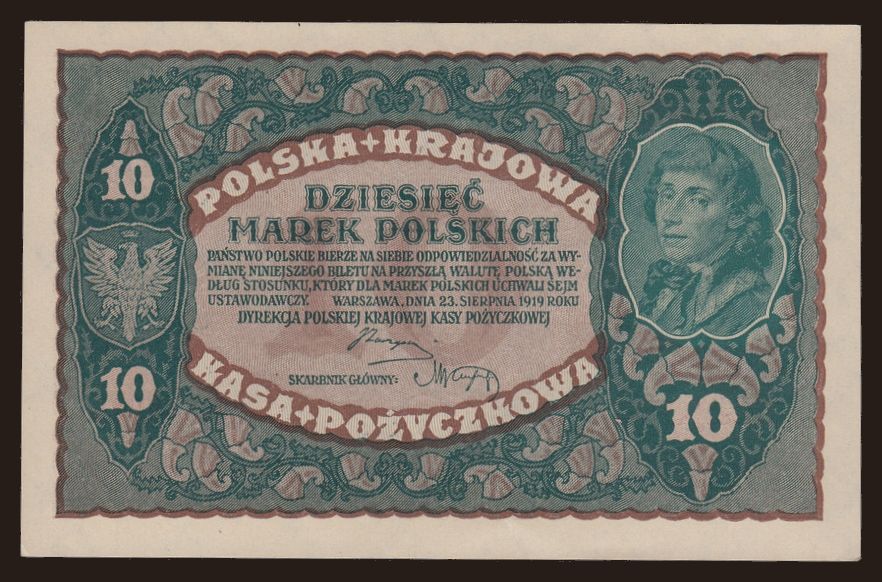 POLSKA+KRAJOWA
10
DZIESIĘĆ
MAREK POLSKICH
PAŃSTWO POLSKIE BIERZE NA SIEBIE ODPOWIEDZIALNOŚĆ ZA WY-
MIANĘ NINIEJSZEGO BILETU NA PRZYSZŁĄ WALUTĘ POLSKĄ WE-
DŁUG STOSUNKU, KTÓRY DLA MAREK POLSKICH UCHWALI SEJM
USTAWODAWCZY. WARSZAWA, DNIA 23. SIERPNIA 1919 ROKU
DYREKCJA POLSKIEJ KRAJOWEJ KASY POŻYCZKOWEJ
SKARBNIK GŁÓWNY:
10
KASA+POŻYCZKOWA
10